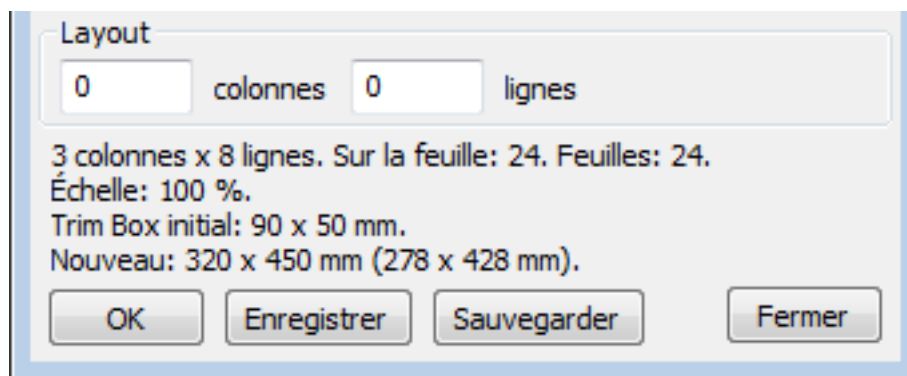 Layout
0 colonnes 0 lignes
3 colonnes x 8 lignes. Sur la feuille: 24. Feuilles: 24.
Échelle: 100 %.
Trim Box initial: 90 x 50 mm.
Nouveau: 320 x 450 mm (278 x 428 mm).
OK Enregistrer Sauvegarder Fermer